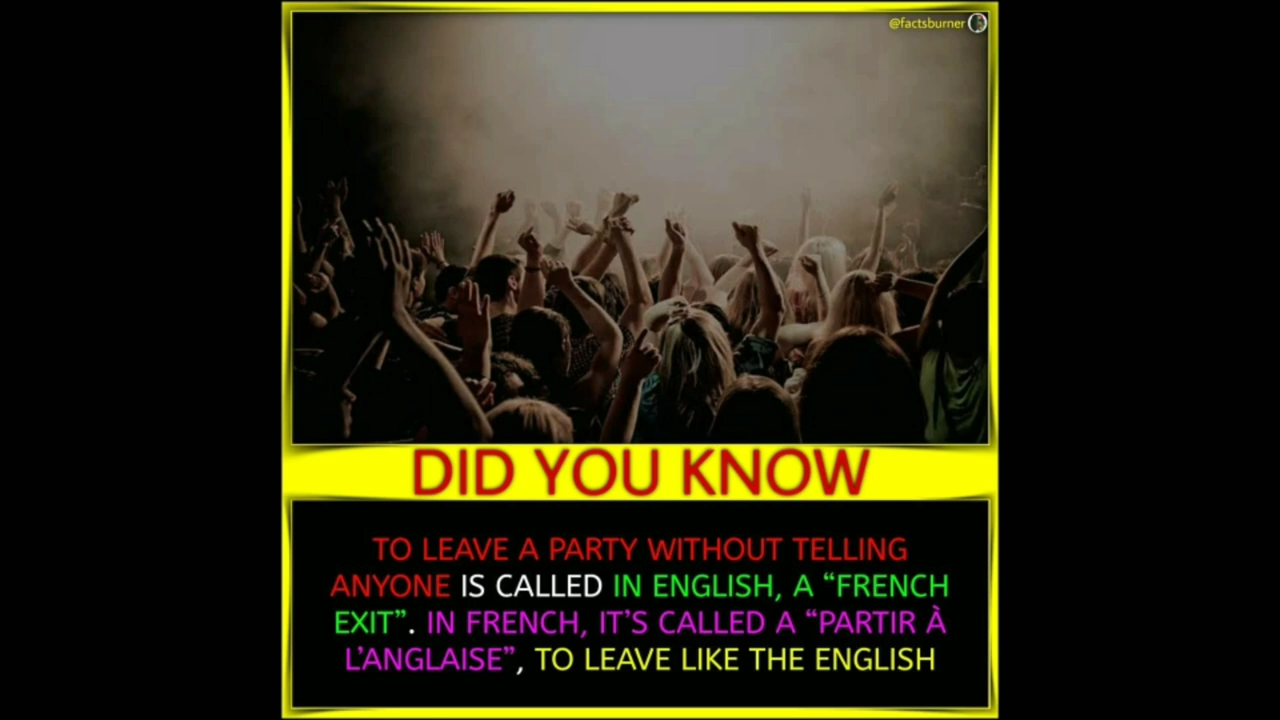 @factsburner
DID YOU KNOW
TO LEAVE A PARTY WITHOUT TELLING
ANYONE IS CALLED IN ENGLISH, A “FRENCH
EXIT”. IN FRENCH, IT’S CALLED A “PARTIR À
L’ANGLAISE”, TO LEAVE LIKE THE ENGLISH